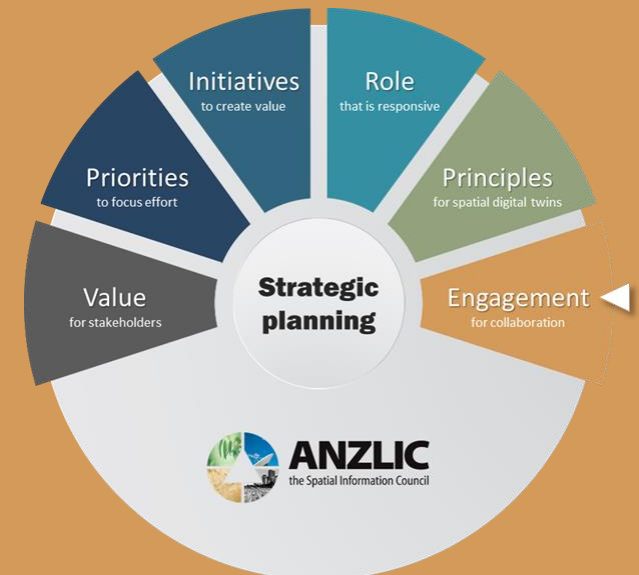 Initiatives
to create value
Role
that is responsive
Priorities
to focus effort
Principles
for spatial digital twins
Value
for stakeholders
Strategic
planning
Engagement
for collaboration
ANZLIC
the Spatial Information Council